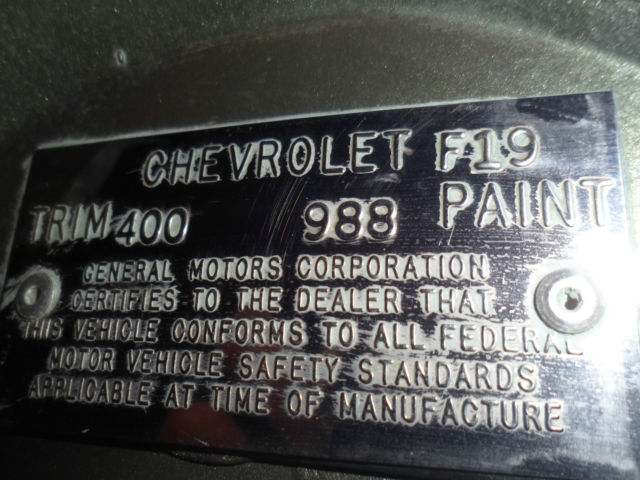 CHEVROLET F19
TRIM 400 988 PAINT
GENERAL MOTORS CORPORATION
CERTIFIES TO THE DEALER THAT
THIS VEHICLE CONFORMS TO ALL FEDERAL
MOTOR VEHICLE SAFETY STANDARDS
APPLICABLE AT TIME OF MANUFACTURE